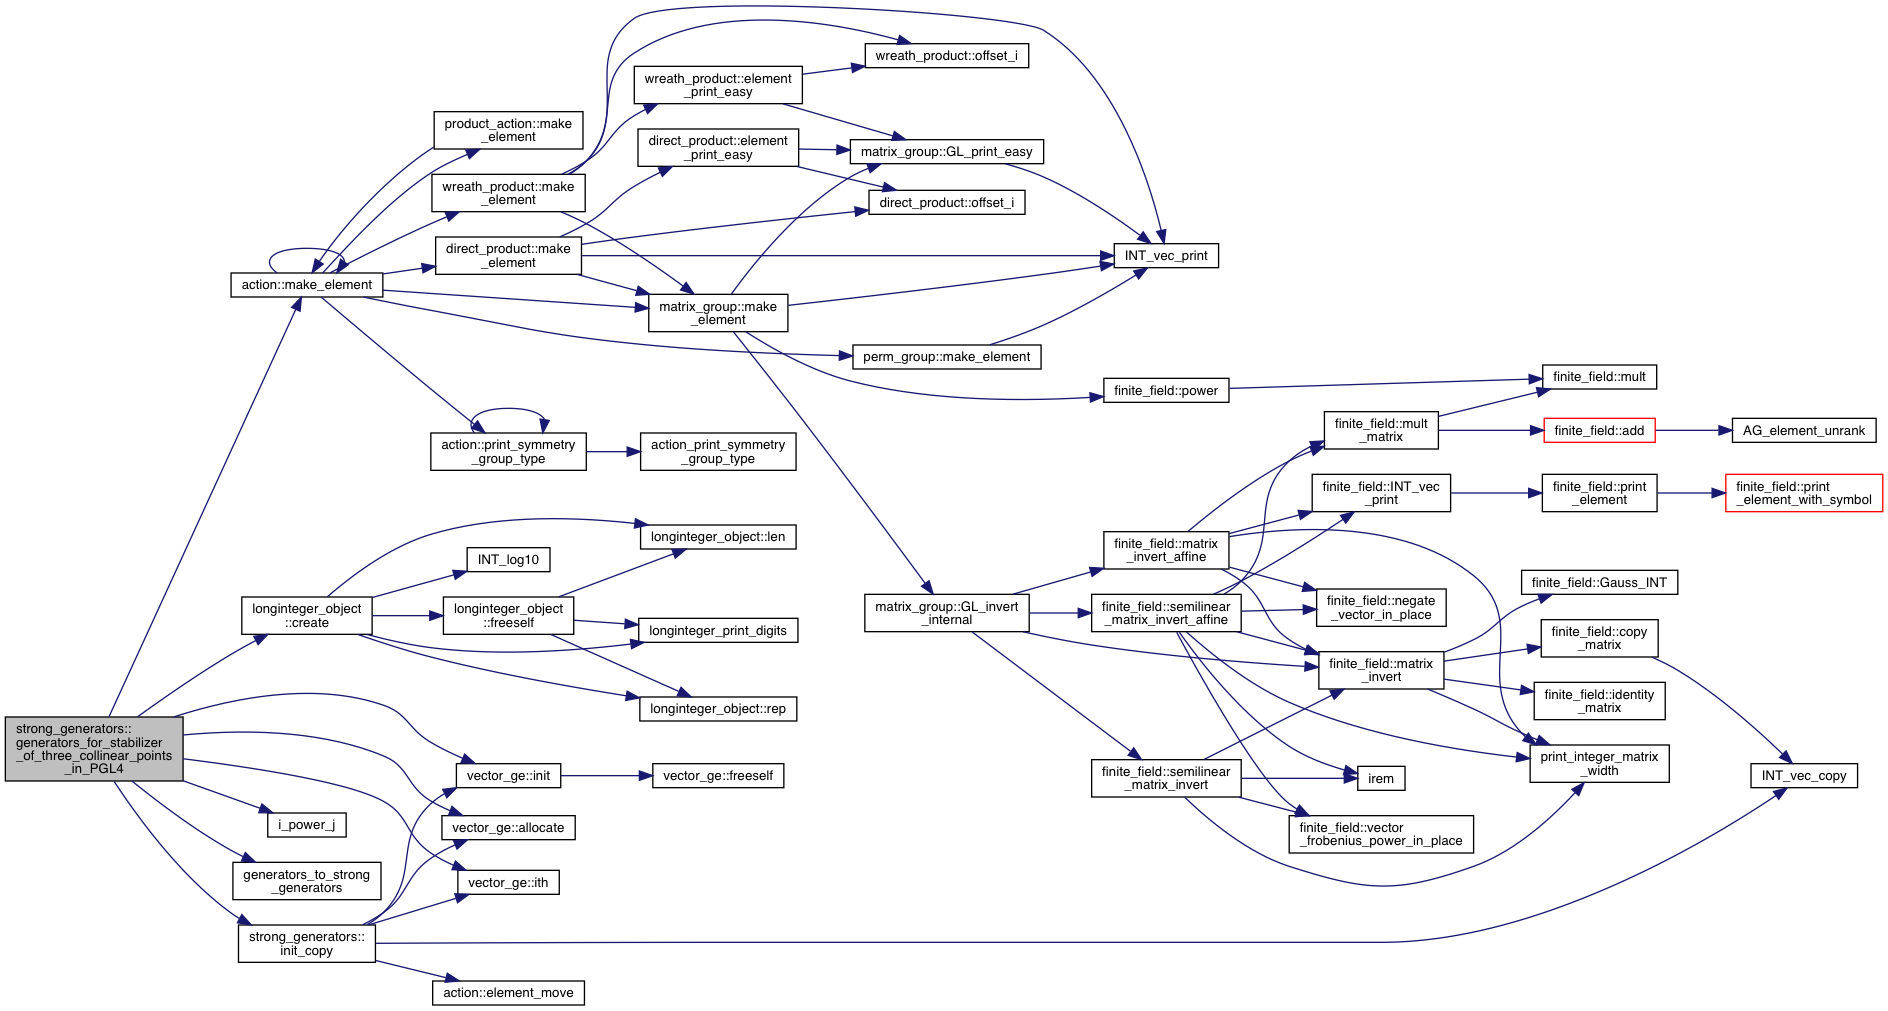 wreath_product::offset_i
wreath_product::element
_print_easy
product_action::make
_element
direct_product::element
_print_easy
matrix_group::GL_print_easy
wreath_product::make
_element
direct_product::offset_i
direct_product::make
_element
INT_vec_print
action::make_element
matrix_group::make
_element
perm_group::make_element
finite_field::power
finite_field::mult
finite_field::mult
_matrix
finite_field::add
AG_element_unrank
action::print_symmetry
_group_type
action_print_symmetry
_group_type
finite_field::INT_vec
_print
finite_field::print
_element
finite_field::print
_element_with_symbol
longinteger_object::len
finite_field::matrix
_invert_affine
INT_log10
finite_field::Gauss_INT
longinteger_object
::create
longinteger_object
::freeself
matrix_group::GL_invert
_internal
finite_field::semilinear
_matrix_invert_affine
finite_field::negate
_vector_in_place
longinteger_print_digits
finite_field::copy
_matrix
finite_field::matrix
_invert
finite_field::identity
_matrix
longinteger_object::rep
strong_generators::
generators_for_stabilizer
_of_three_collinear_points
_in_PGL4
vector_ge::init
vector_ge::freeself
finite_field::semilinear
_matrix_invert
irem
print_integer_matrix
_width
INT_vec_copy
i_power_j
vector_ge::allocate
finite_field::vector
_frobenius_power_in_place
generators_to_strong
_generators
vector_ge::ith
strong_generators::
init_copy
action::element_move